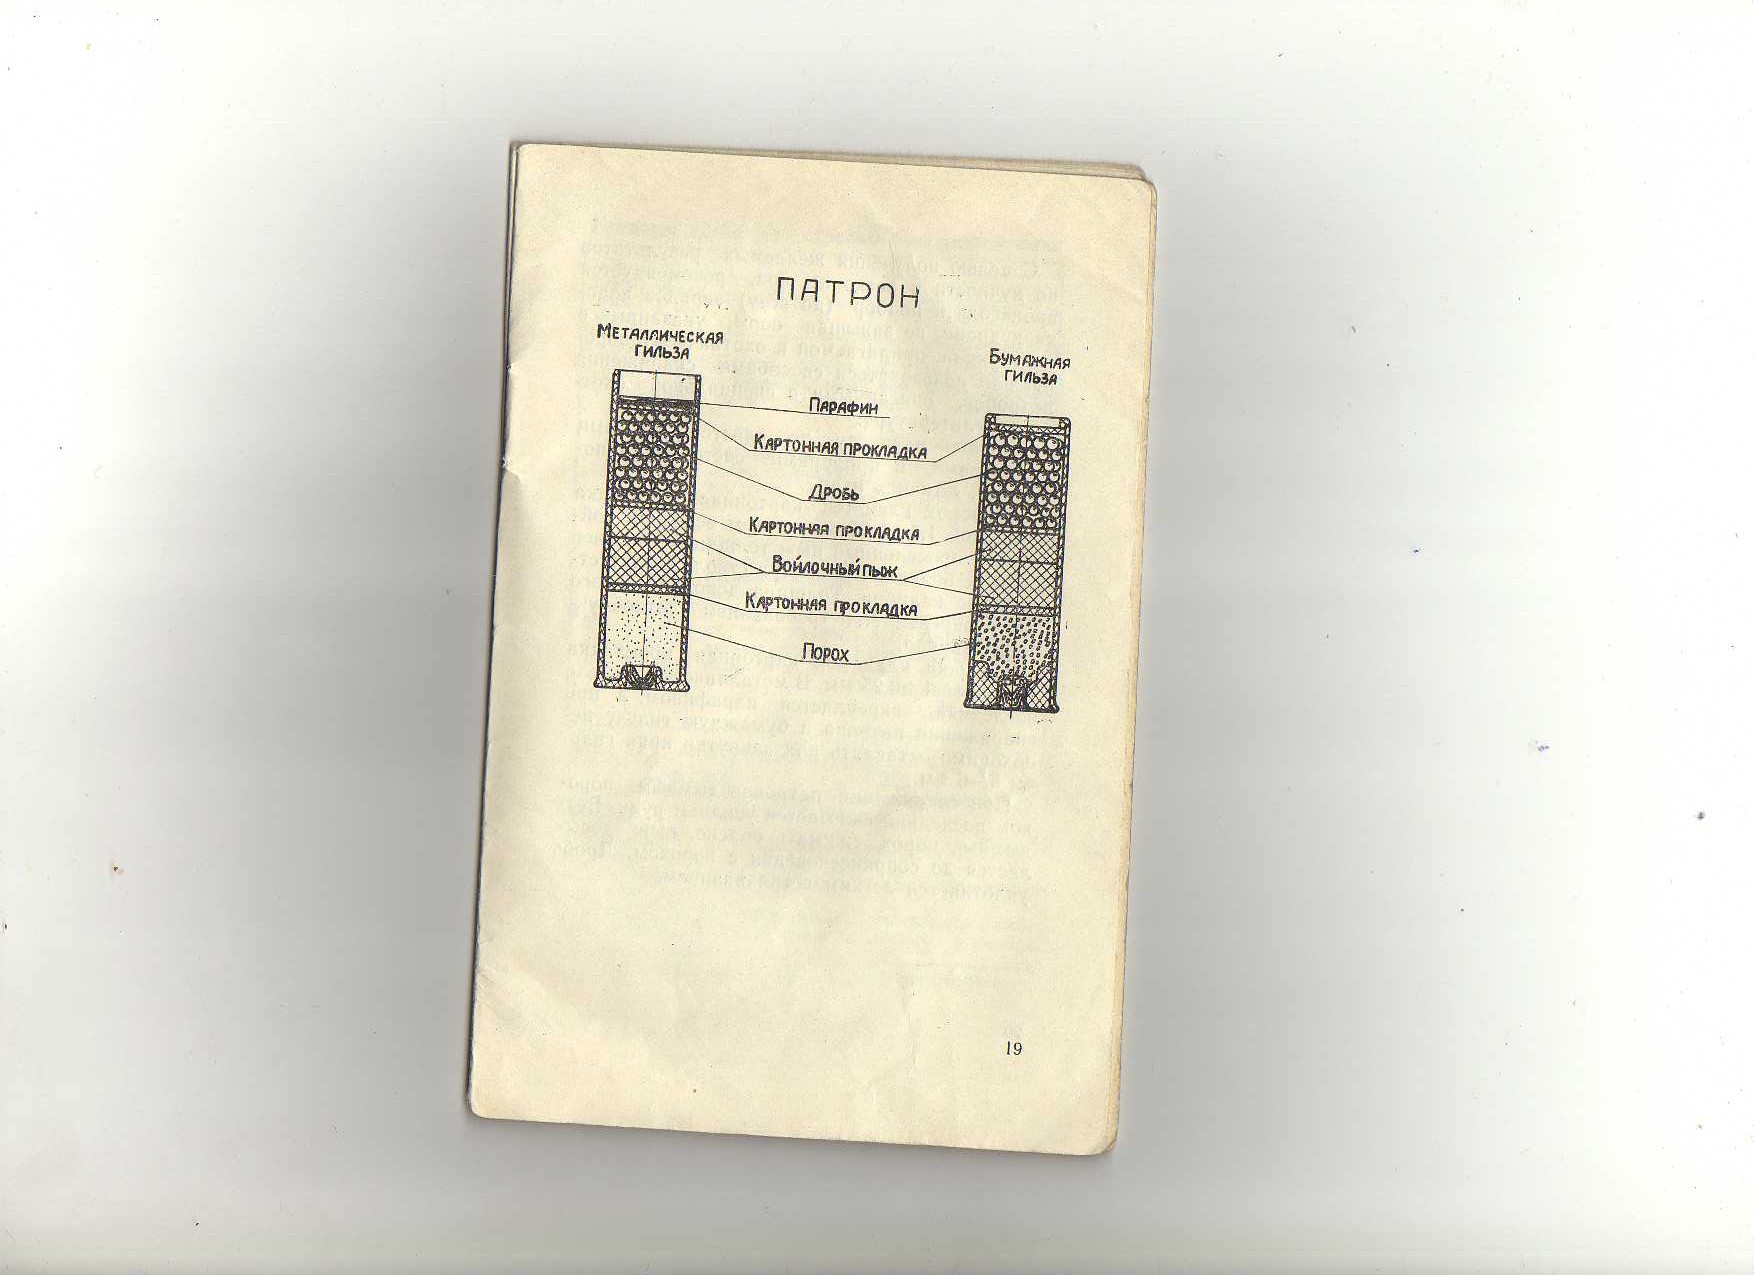 ПАТРОН
МЕТАЛЛИЧЕСКАЯ
ГИЛЬЗА
БУМАЖНАЯ
ГИЛЬЗА
ПАРАФИН
КАРТОННАЯ ПРОКЛАДКА
ДРОБЬ
КАРТОННАЯ ПРОКЛАДКА
ВОЙЛОЧНЫЙ ПЫЖ
КАРТОННАЯ ПРОКЛАДКА
ПОРОХ
19